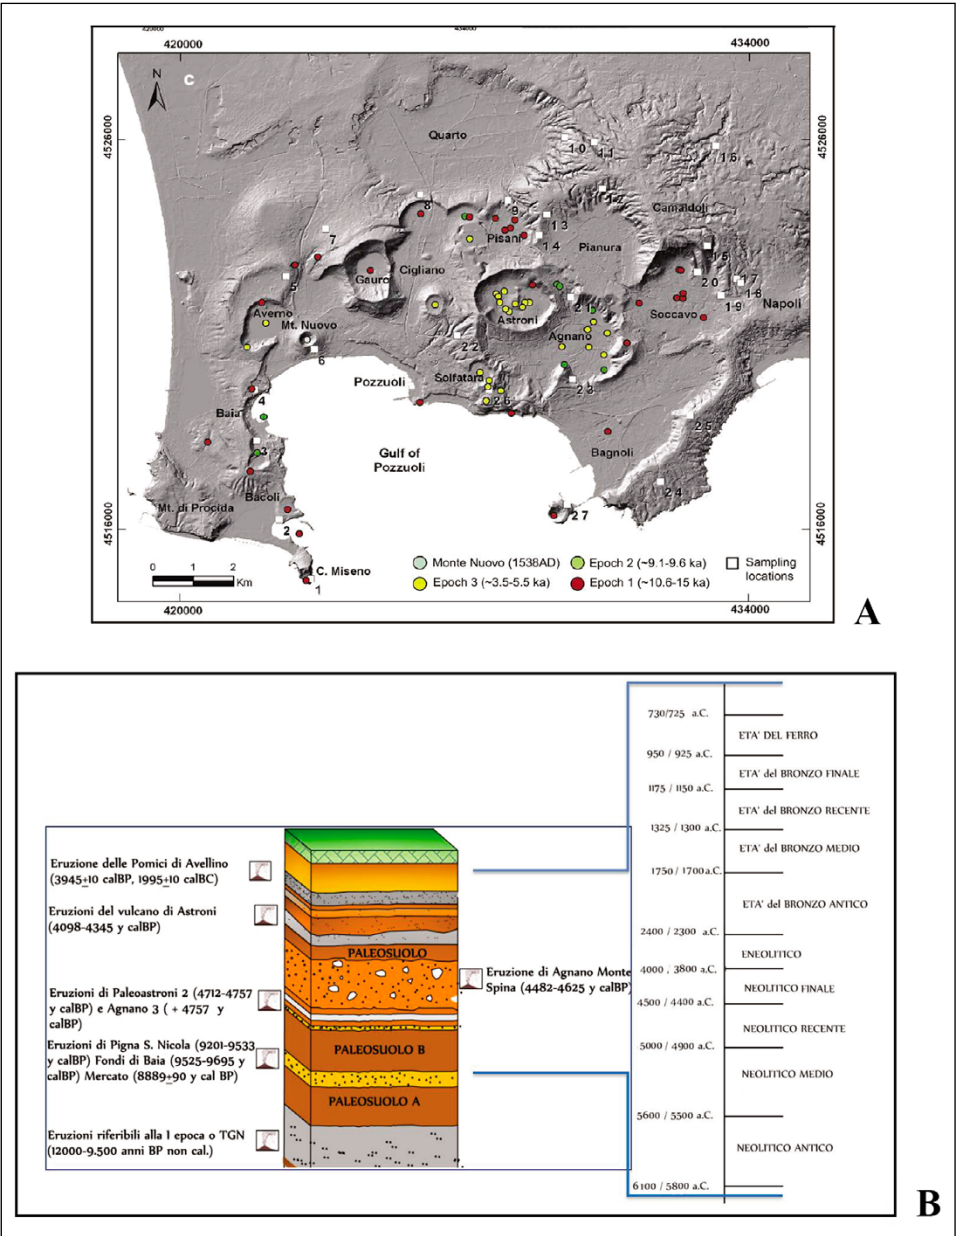 420000
434000
420000
434000
N
C
4526000
4526000
Quarto
10
11
16
12
Camaldoli
8
9
13
7
Pisani
14
Pianura
15
Cigliano
Gauro
5
20
17
18
19
Napoli
Averno
Astroni
21
Soccavo
Mt. Nuovo
Agnano
6
22
Pozzuoli
Solfatara
23
4
26
Baia
25
3
Bagnoli
Gulf of
Pozzuoli
24
Bacoli
Mt. di Procida
2
27
4516000
4516000
C. Miseno
1
0 1 2
Km
Monte Nuovo (1538AD)
Epoch 2 (~9.1-9.6 ka)
Sampling
locations
Epoch 3 (~3.5-5.5 ka)
Epoch 1 (~10.6-15 ka)
420000
434000
A
Eruzione delle Pomici di Avellino
(3945+10 calBP, 1995+10 calBC)
Eruzioni del vulcano di Astroni
(4098-4345 y calBP)
Eruzioni di Paleoastroni 2 (4712-4757
y calBP) e Agnano 3 ( + 4757 y
calBP)
Eruzioni di Pigna S. Nicola (9201-9533
y calBP) Fondi di Baia (9525-9695 y
calBP) Mercato (8889+90 y cal BP)
Eruzioni riferibili alla I epoca o TGN
(12000-9.500 anni BP non cal.)
PALEOSUOLO
PALEOSUOLO B
PALEOSUOLO A
Eruzione di Agnano Monte
Spina (4482-4625 y calBP)
730/725 a.C.
ETA' DEL FERRO
950 / 925 a.C.
ETA' del BRONZO FINALE
1175 / 1150 a.C.
ETA' del BRONZO RECENTE
1325 / 1300 a.C.
ETA' del BRONZO MEDIO
1750 / 1700 a.C.
ETA' del BRONZO ANTICO
2400 / 2300 a.C.
ENEOLITICO
4000 / 3800 a.C.
NEOLITICO FINALE
4500 / 4400 a.C.
NEOLITICO RECENTE
5000 / 4900 a.C.
NEOLITICO MEDIO
5600 / 5500 a.C.
NEOLITICO ANTICO
6100 / 5800 a.C.
B